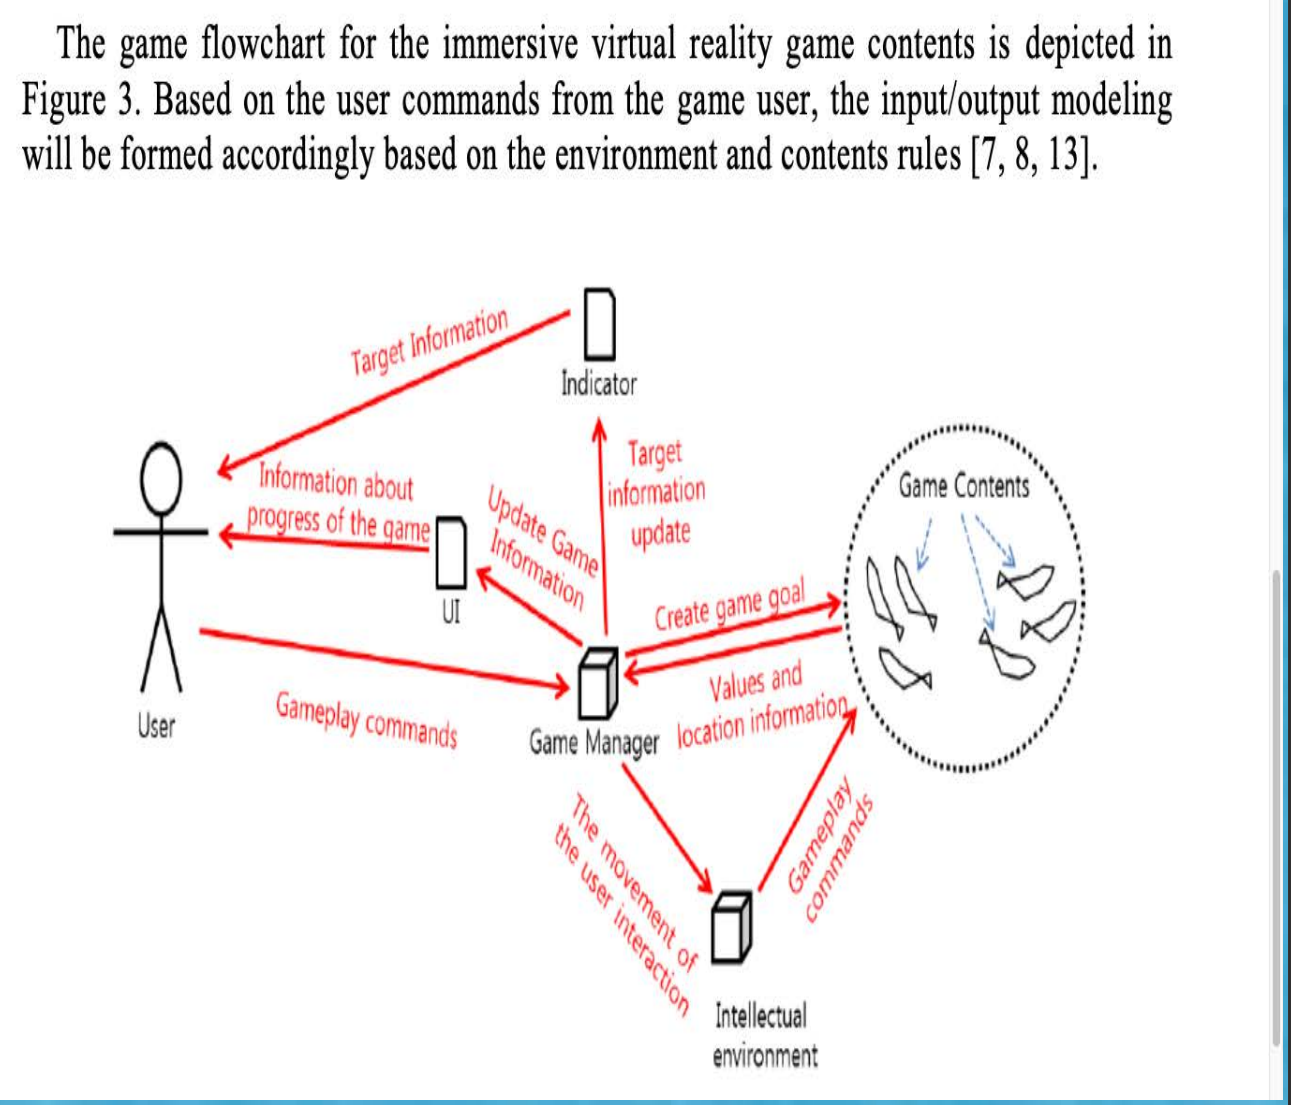 The game flowchart for the immersive virtual reality game contents is depicted in
Figure 3. Based on the user commands from the game user, the input/output modeling
will be formed accordingly based on the environment and contents rules [7, 8, 13].
Target Information
Indicator
Target
information
update
Game Contents
Information about
progress of the game
Update Game
Information
UI
Create game goal
Values and
location information
User
Gameplay commands
Game Manager
The movement of
the user interaction
Gameplay
commands
Intellectual
environment